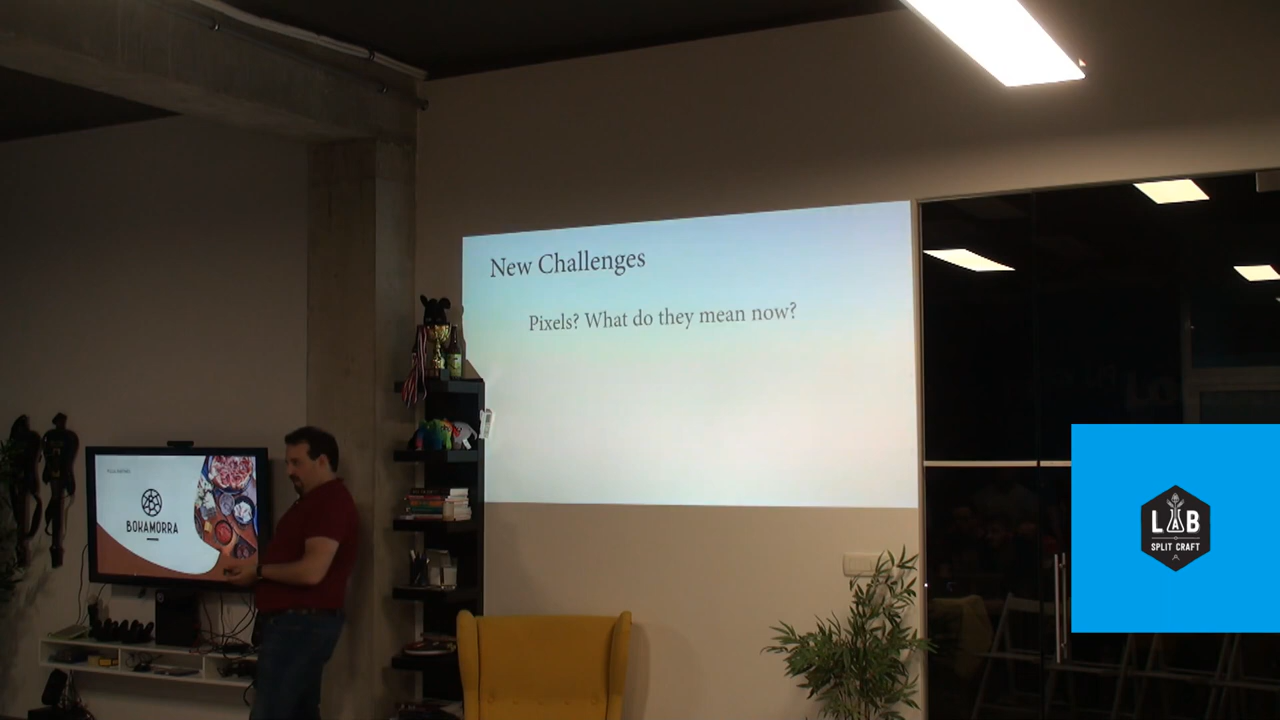 New Challenges
Pixels? What do they mean now?
BOKAMORRA
LAB
SPLIT CRAFT